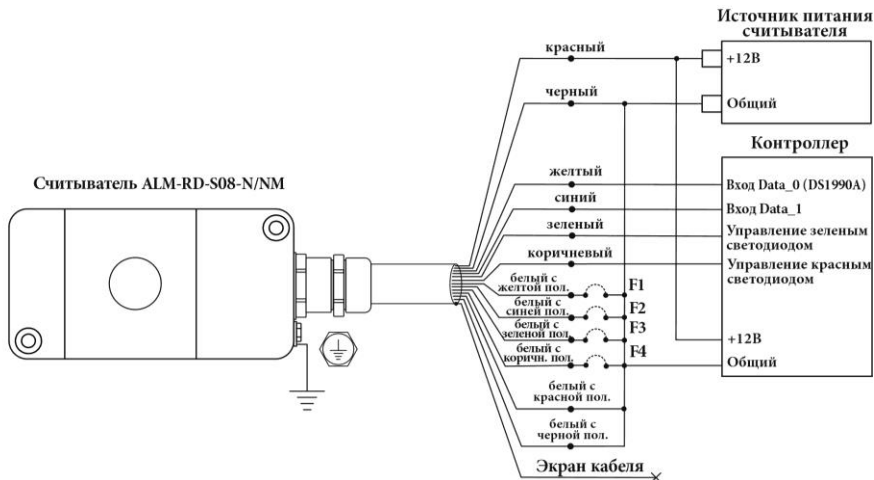 Источник питания
считывателя
красный
+12В
черный
Общий
Контроллер
Считыватель ALM-RD-S08-N/NM
желтый
Вход Data_0 (DS1990A)
синий
Вход Data_1
зеленый
Управление зеленым
светодиодом
коричневый
Управление красным
светодиодом
белый с
желтой пол.
F1
белый с
синей пол.
F2
белый с
зеленой пол.
F3
белый с
коричн. пол.
F4
+12В
Общий
белый с
красной пол.
белый с
черной пол.
Экран кабеля